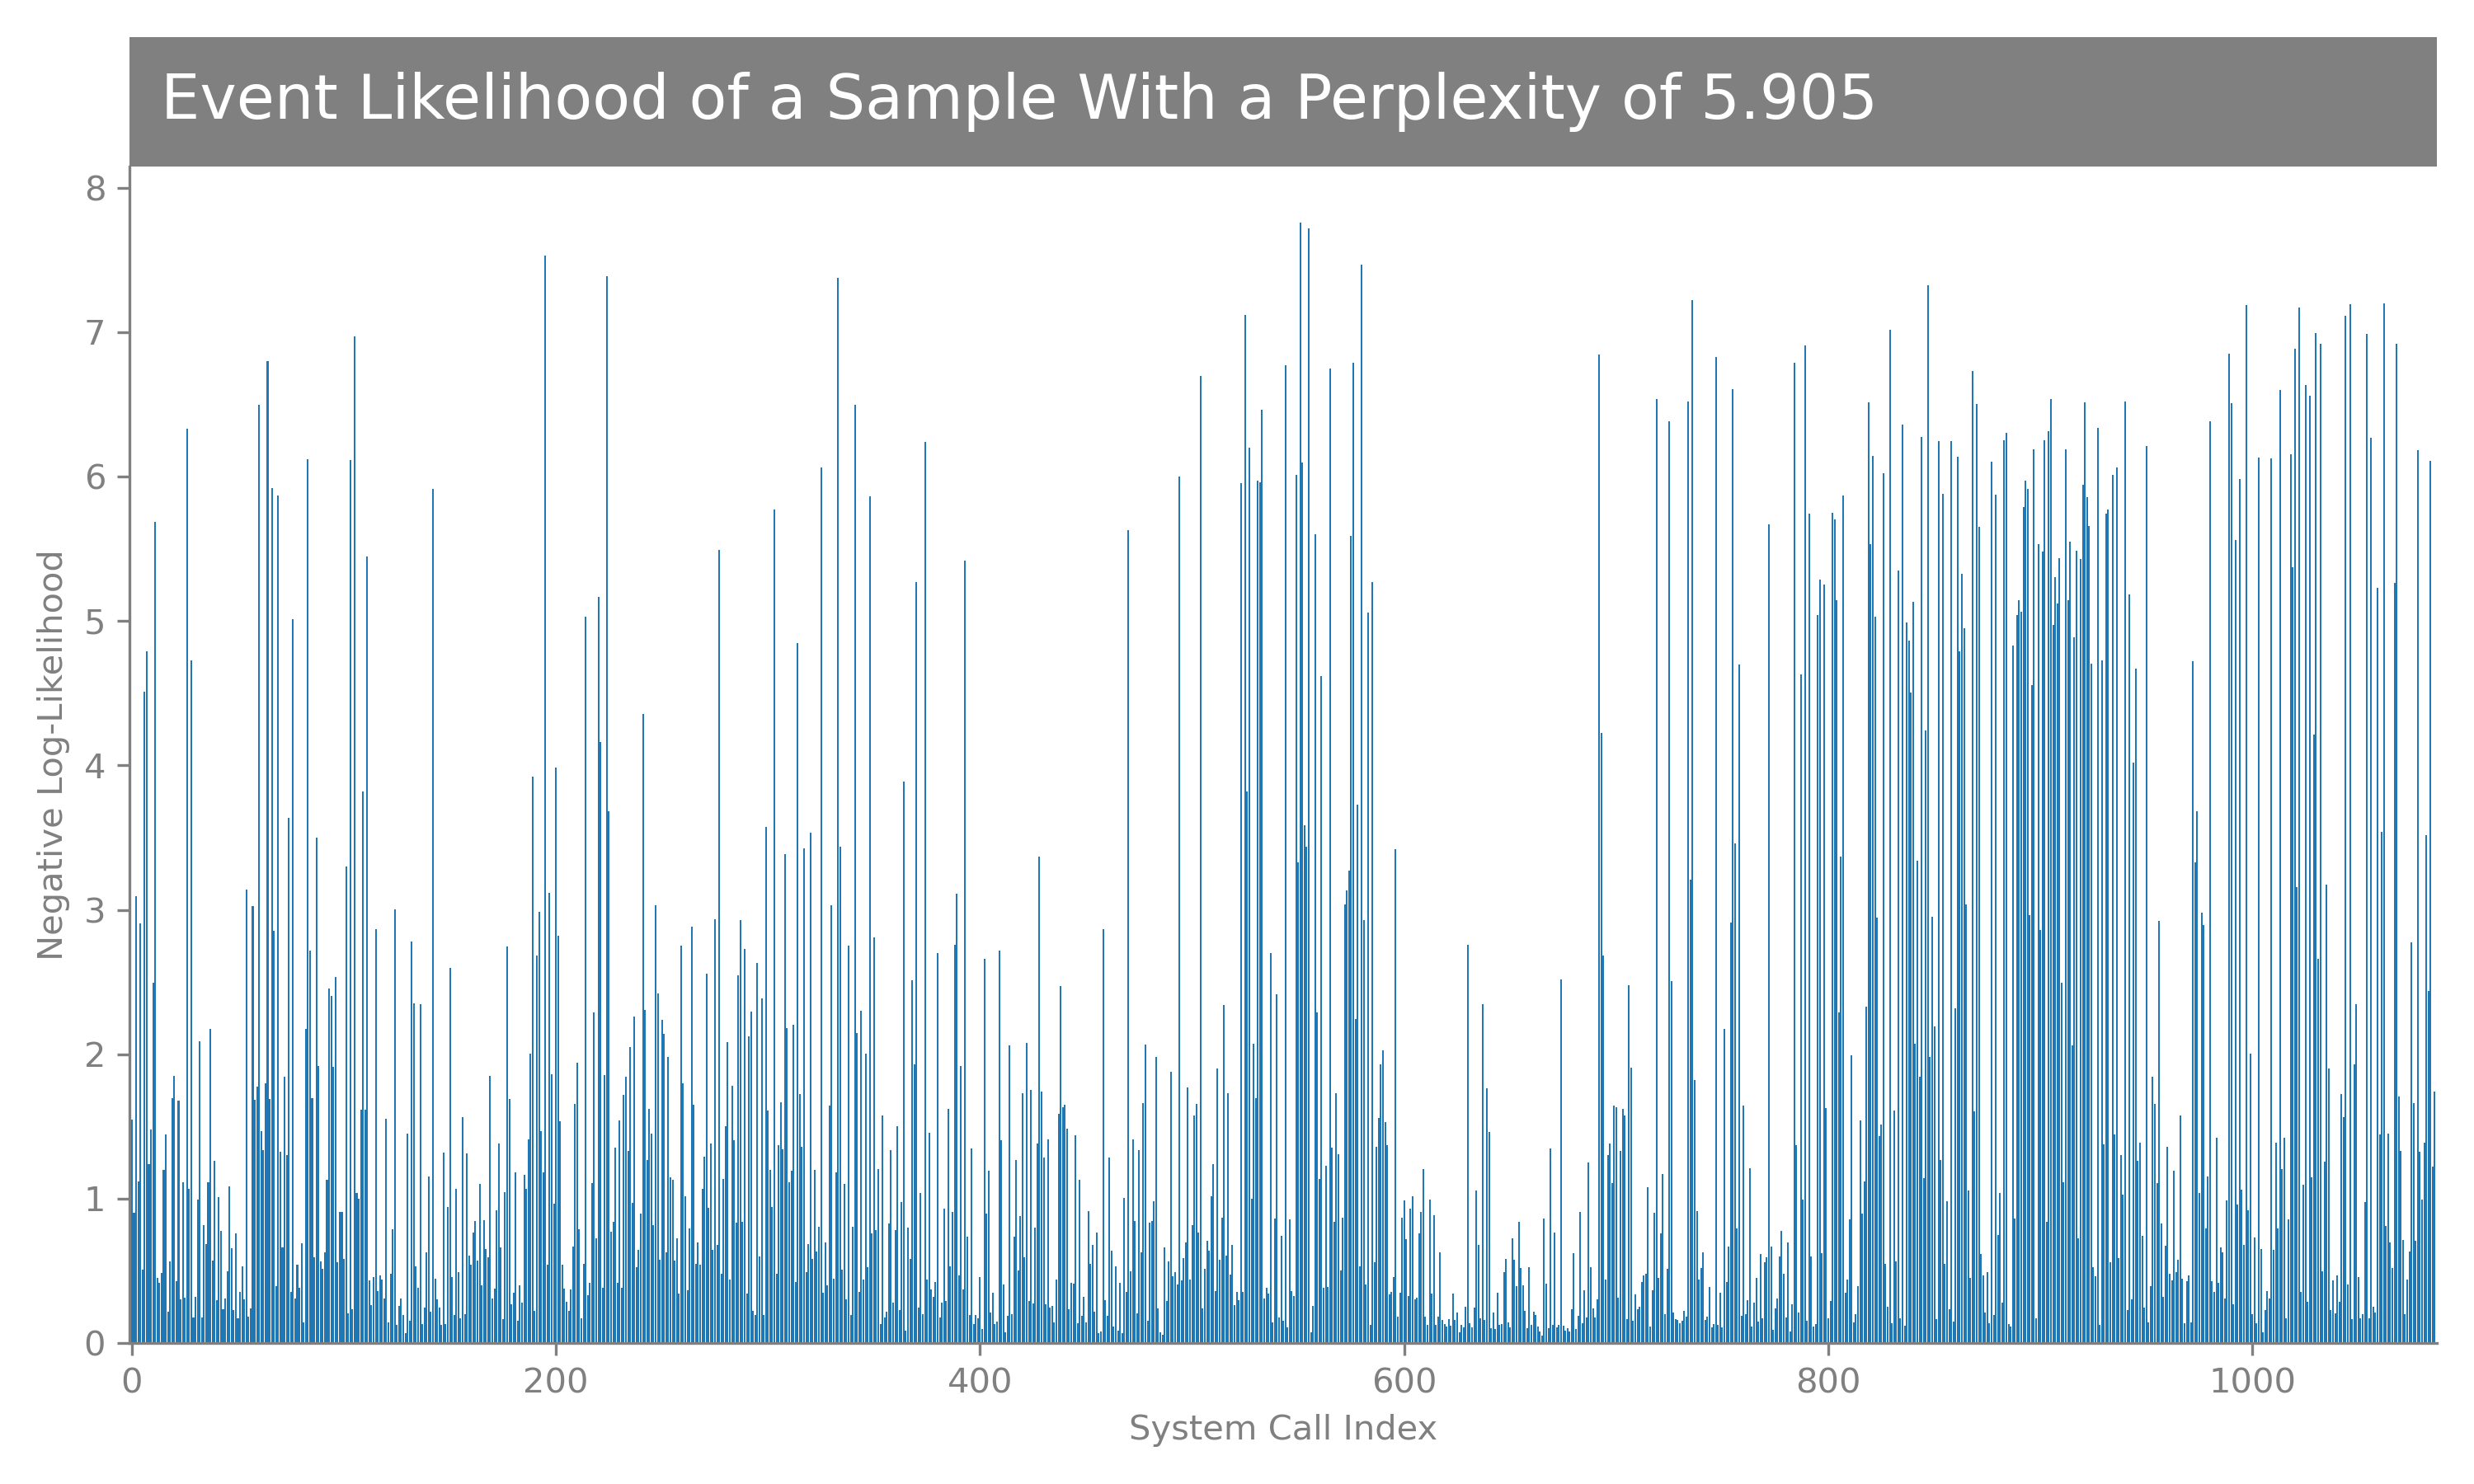 Event Likelihood of a Sample With a Perplexity of 5.905
8
7
6
5
4
3
2
1
0
Negative Log-Likelihood
0 200 400 600 800 1000
System Call Index